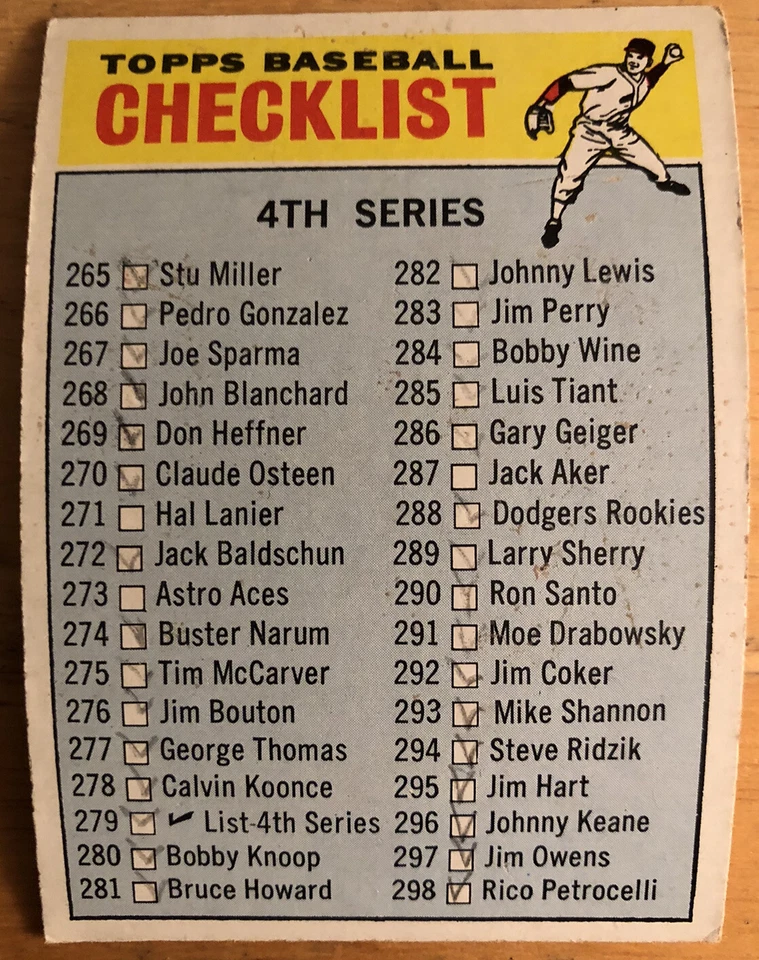 TOPPS BASEBALL
CHECKLIST
4TH SERIES
265 Stu Miller
266 Pedro Gonzalez
267 Joe Sparma
268 John Blanchard
269 Don Heffner
270 Claude Osteen
271 Hal Lanier
272 Jack Baldschun
273 Astro Aces
274 Buster Narum
275 Tim McCarver
276 Jim Bouton
277 George Thomas
278 Calvin Koonce
279 ✓ List-4th Series
280 Bobby Knoop
281 Bruce Howard
282 Johnny Lewis
283 Jim Perry
284 Bobby Wine
285 Luis Tiant
286 Gary Geiger
287 Jack Aker
288 Dodgers Rookies
289 Larry Sherry
290 Ron Santo
291 Moe Drabowsky
292 Jim Coker
293 Mike Shannon
294 Steve Ridzik
295 Jim Hart
296 Johnny Keane
297 Jim Owens
298 Rico Petrocelli